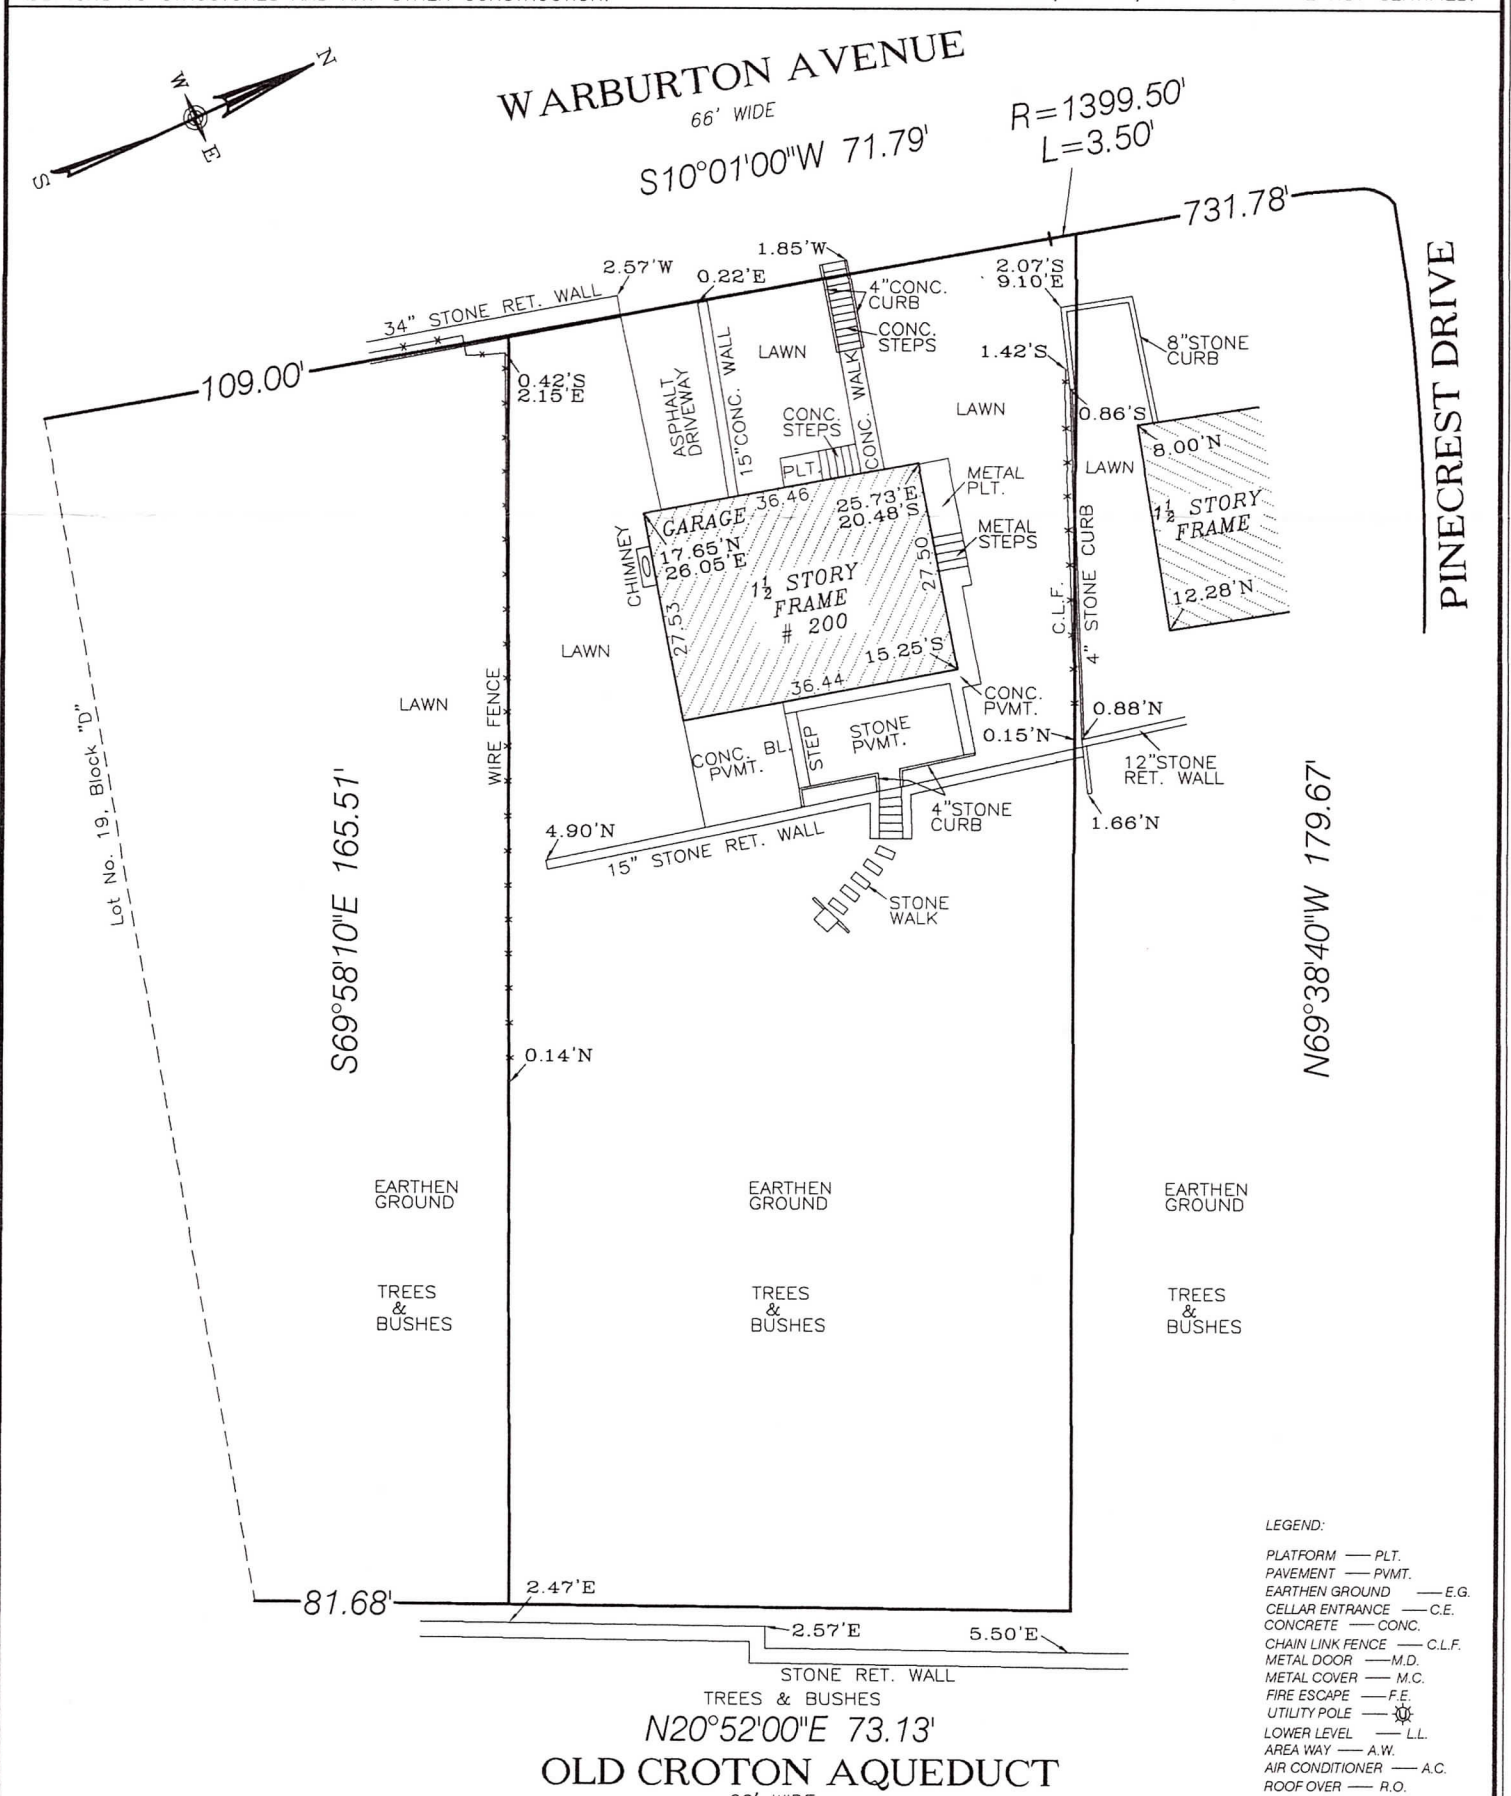 N
W
E
S
WARBURTON AVENUE
66' WIDE
S10°01'00"W 71.79'
R=1399.50'
L=3.50'
731.78'
PINECREST DRIVE
109.00'
34" STONE RET. WALL
2.57'W
0.22'E
1.85'W
4"CONC.
CURB
CONC.
STEPS
2.07'S
9.10'E
8"STONE
CURB
1.42'S
0.42'S
2.15'E
ASPHALT
DRIVEWAY
15"CONC. WALL
LAWN
CONC. WALK
CONC.
STEPS
PLT.
LAWN
0.86'S
LAWN
8.00'N
1½ STORY
FRAME
12.28'N
METAL
PLT.
METAL
STEPS
C.L.F.
4" STONE CURB
CHIMNEY
GARAGE
36.46
25.73'E
20.48'S
17.65'N
26.05'E
1½ STORY
FRAME
# 200
27.50
27.53
15.25'S
36.44
LAWN
LAWN
WIRE FENCE
CONC. BL.
PVMT.
STEP
STONE
PVMT.
CONC.
PVMT.
0.15'N
0.88'N
12"STONE
RET. WALL
1.66'N
4"STONE
CURB
4.90'N
15" STONE RET. WALL
STONE
WALK
Lot No. 19, Block "D"
S69°58'10"E 165.51'
N69°38'40"W 179.67'
0.14'N
EARTHEN
GROUND
EARTHEN
GROUND
EARTHEN
GROUND
TREES
&
BUSHES
TREES
&
BUSHES
TREES
&
BUSHES
81.68'
2.47'E
2.57'E
5.50'E
STONE RET. WALL
TREES & BUSHES
N20°52'00"E 73.13'
OLD CROTON AQUEDUCT
LEGEND:
PLATFORM — PLT.
PAVEMENT — PVMT.
EARTHEN GROUND — E.G.
CELLAR ENTRANCE — C.E.
CONCRETE — CONC.
CHAIN LINK FENCE — C.L.F.
METAL DOOR — M.D.
METAL COVER — M.C.
FIRE ESCAPE — F.E.
UTILITY POLE — U
LOWER LEVEL — L.L.
AREA WAY — A.W.
AIR CONDITIONER — A.C.
ROOF OVER — R.O.